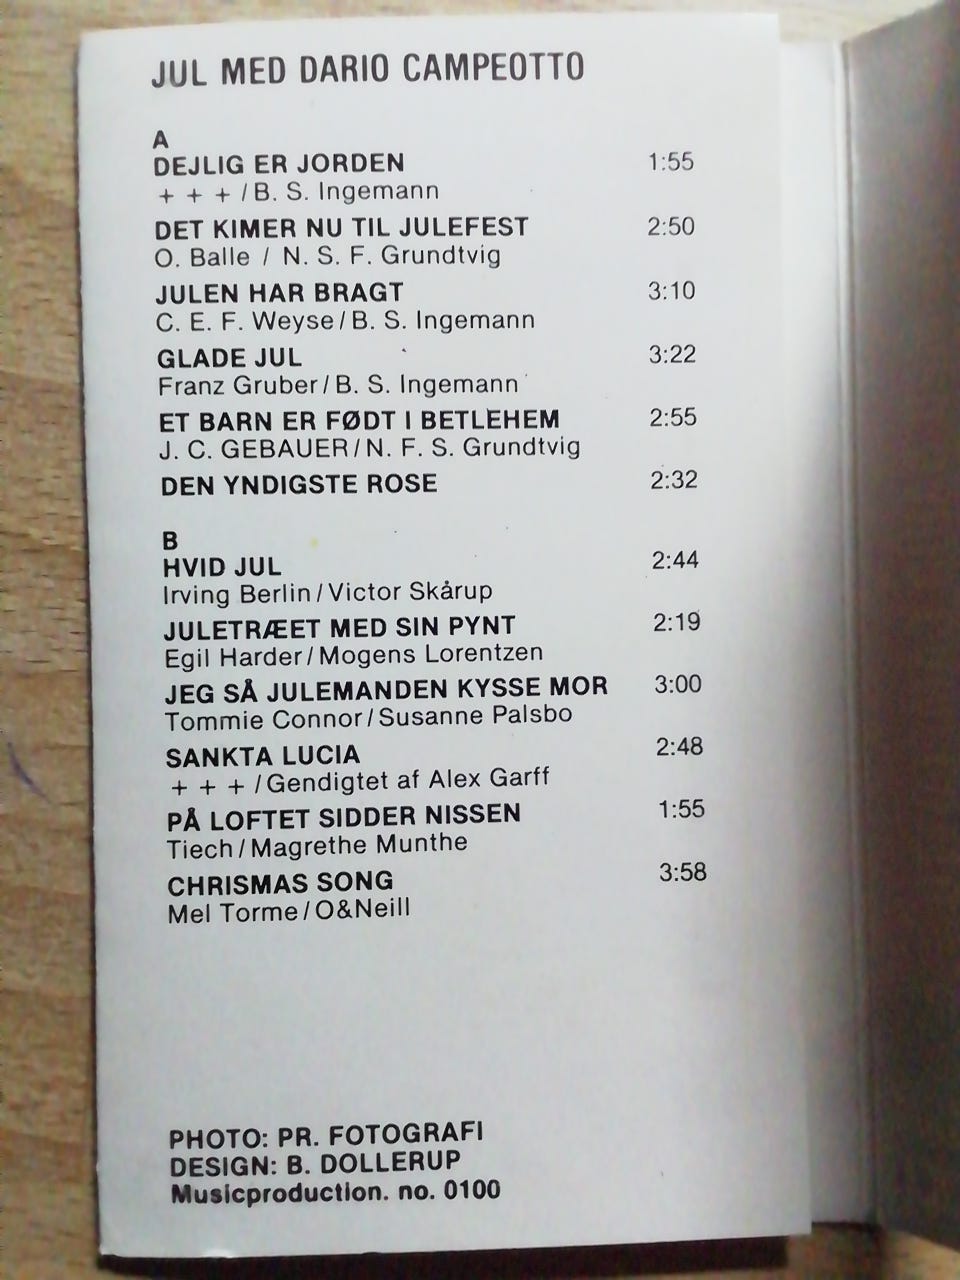 JUL MED DARIO CAMPEOTTO
A
DEJLIG ER JORDEN 1:55
+ + + / B. S. Ingemann
DET KIMER NU TIL JULEFEST 2:50
O. Balle / N. S. F. Grundtvig
JULEN HAR BRAGT 3:10
C. E. F. Weyse / B. S. Ingemann
GLADE JUL 3:22
Franz Gruber / B. S. Ingemann
ET BARN ER FØDT I BETLEHEM 2:55
J. C. GEBAUER / N. F. S. Grundtvig
DEN YNDIGSTE ROSE 2:32
B
HVID JUL 2:44
Irving Berlin / Victor Skårup
JULETRÆET MED SIN PYNT 2:19
Egil Harder / Mogens Lorentzen
JEG SÅ JULEMANDEN KYSSE MOR 3:00
Tommie Connor / Susanne Palsbo
SANKTA LUCIA 2:48
+ + + / Gendigtet af Alex Garff
PÅ LOFTET SIDDER NISSEN 1:55
Tiech / Magrethe Munthe
CHRISMAS SONG 3:58
Mel Torme / O&Neill
PHOTO: PR. FOTOGRAFI
DESIGN: B. DOLLERUP
Musicproduction. no. 0100